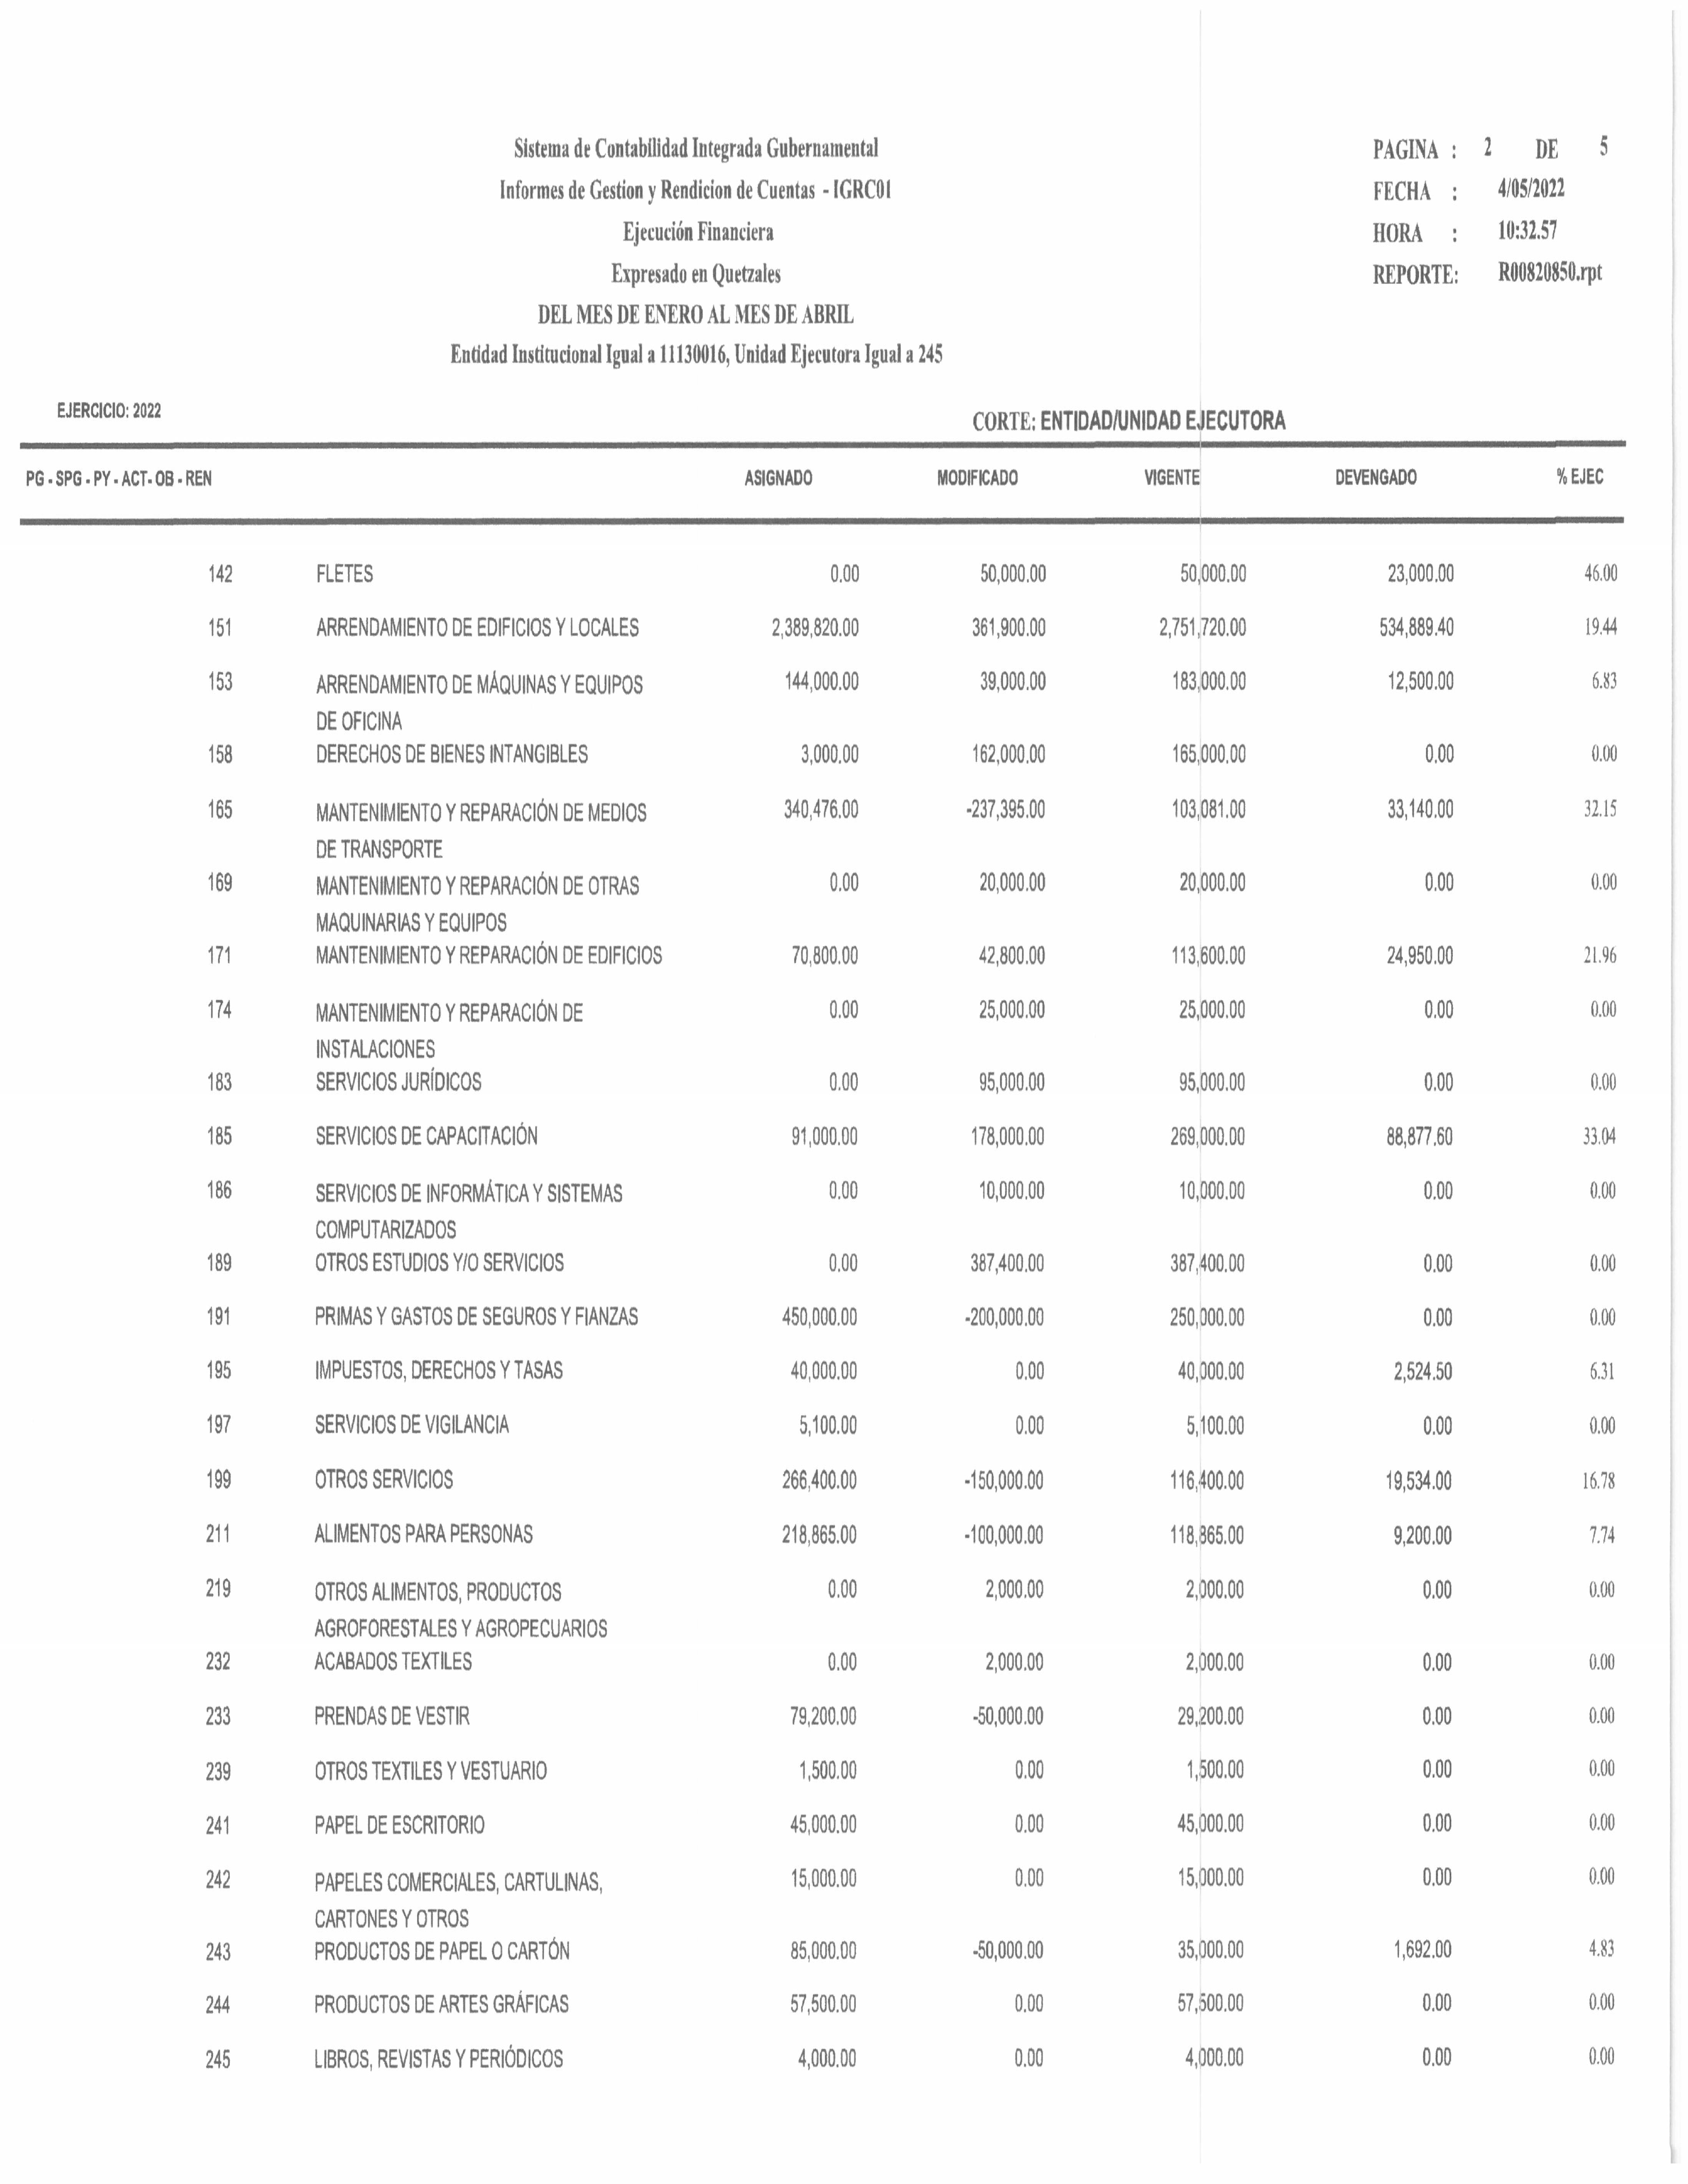 Sistema de Contabilidad Integrada Gubernamental
Informes de Gestion y Rendicion de Cuentas - IGRC01
Ejecución Financiera
Expresado en Quetzales
DEL MES DE ENERO AL MES DE ABRIL
Entidad Institucional Igual a 11130016, Unidad Ejecutora Igual a 245
PAGINA : 2 DE 5
FECHA : 4/05/2022
HORA : 10:32.57
REPORTE: R00820850.rpt
EJERCICIO: 2022
CORTE: ENTIDAD/UNIDAD EJECUTORA
PG - SPG - PY - ACT- OB - REN ASIGNADO MODIFICADO VIGENTE DEVENGADO % EJEC
142 FLETES 0.00 50,000.00 50,000.00 23,000.00 46.00
151 ARRENDAMIENTO DE EDIFICIOS Y LOCALES 2,389,820.00 361,900.00 2,751,720.00 534,889.40 19.44
153 ARRENDAMIENTO DE MÁQUINAS Y EQUIPOS 144,000.00 39,000.00 183,000.00 12,500.00 6.83
DE OFICINA
158 DERECHOS DE BIENES INTANGIBLES 3,000.00 162,000.00 165,000.00 0.00 0.00
165 MANTENIMIENTO Y REPARACIÓN DE MEDIOS 340,476.00 -237,395.00 103,081.00 33,140.00 32.15
DE TRANSPORTE
169 MANTENIMIENTO Y REPARACIÓN DE OTRAS 0.00 20,000.00 20,000.00 0.00 0.00
MAQUINARIAS Y EQUIPOS
171 MANTENIMIENTO Y REPARACIÓN DE EDIFICIOS 70,800.00 42,800.00 113,600.00 24,950.00 21.96
174 MANTENIMIENTO Y REPARACIÓN DE 0.00 25,000.00 25,000.00 0.00 0.00
INSTALACIONES
183 SERVICIOS JURÍDICOS 0.00 95,000.00 95,000.00 0.00 0.00
185 SERVICIOS DE CAPACITACIÓN 91,000.00 178,000.00 269,000.00 88,877.60 33.04
186 SERVICIOS DE INFORMÁTICA Y SISTEMAS 0.00 10,000.00 10,000.00 0.00 0.00
COMPUTARIZADOS
189 OTROS ESTUDIOS Y/O SERVICIOS 0.00 387,400.00 387,400.00 0.00 0.00
191 PRIMAS Y GASTOS DE SEGUROS Y FIANZAS 450,000.00 -200,000.00 250,000.00 0.00 0.00
195 IMPUESTOS, DERECHOS Y TASAS 40,000.00 0.00 40,000.00 2,524.50 6.31
197 SERVICIOS DE VIGILANCIA 5,100.00 0.00 5,100.00 0.00 0.00
199 OTROS SERVICIOS 266,400.00 -150,000.00 116,400.00 19,534.00 16.78
211 ALIMENTOS PARA PERSONAS 218,865.00 -100,000.00 118,865.00 9,200.00 7.74
219 OTROS ALIMENTOS, PRODUCTOS 0.00 2,000.00 2,000.00 0.00 0.00
AGROFORESTALES Y AGROPECUARIOS
232 ACABADOS TEXTILES 0.00 2,000.00 2,000.00 0.00 0.00
233 PRENDAS DE VESTIR 79,200.00 -50,000.00 29,200.00 0.00 0.00
239 OTROS TEXTILES Y VESTUARIO 1,500.00 0.00 1,500.00 0.00 0.00
241 PAPEL DE ESCRITORIO 45,000.00 0.00 45,000.00 0.00 0.00
242 PAPELES COMERCIALES, CARTULINAS, 15,000.00 0.00 15,000.00 0.00 0.00
CARTONES Y OTROS
243 PRODUCTOS DE PAPEL O CARTÓN 85,000.00 -50,000.00 35,000.00 1,692.00 4.83
244 PRODUCTOS DE ARTES GRÁFICAS 57,500.00 0.00 57,500.00 0.00 0.00
245 LIBROS, REVISTAS Y PERIÓDICOS 4,000.00 0.00 4,000.00 0.00 0.00